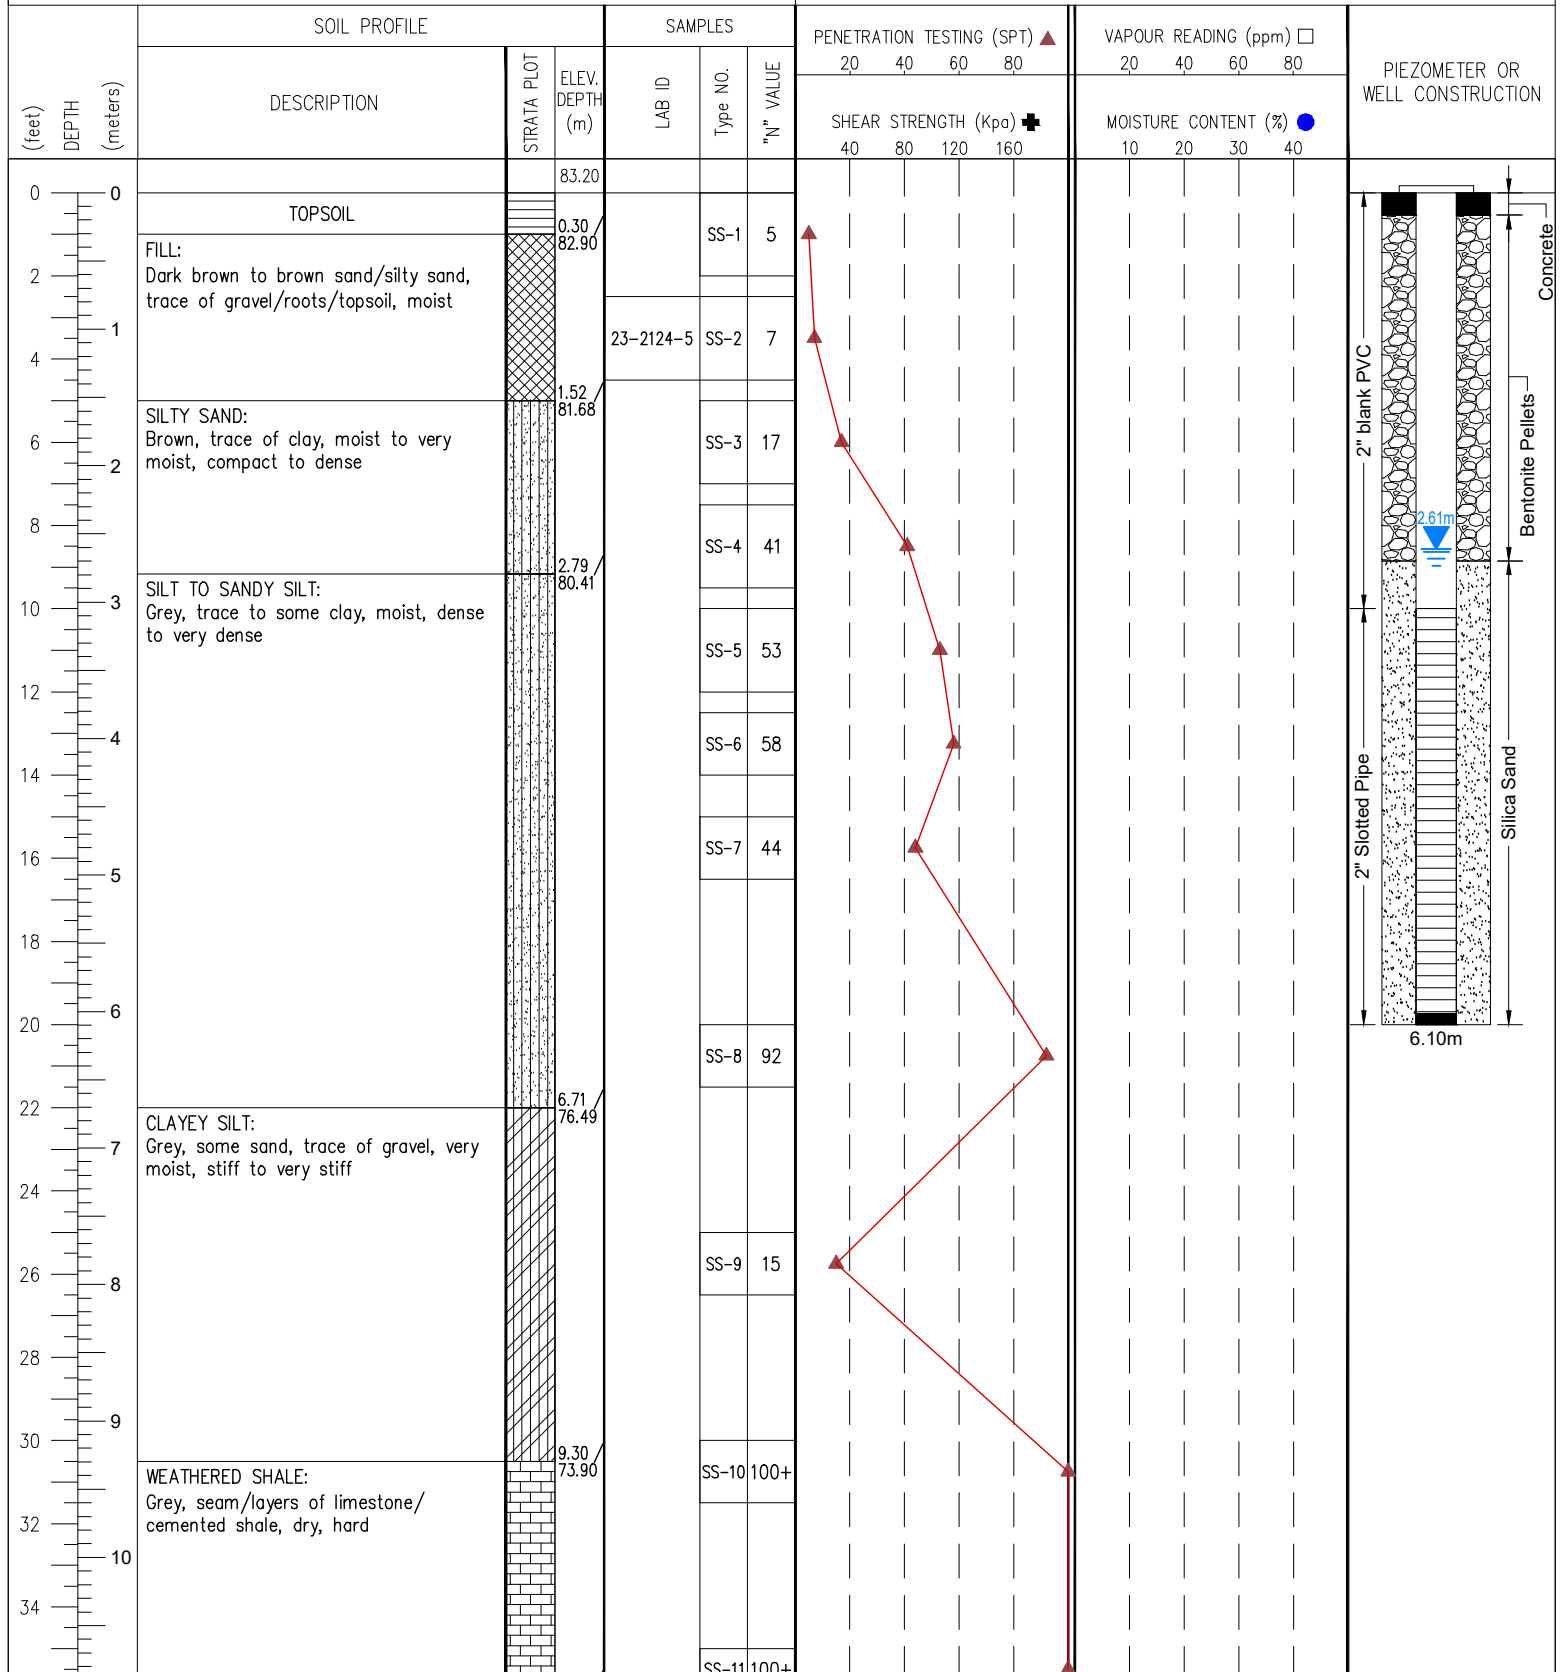 SOIL PROFILE
SAMPLES
PENETRATION TESTING (SPT)
20 40 60 80
SHEAR STRENGTH (Kpa)
40 80 120 160
VAPOUR READING (ppm)
20 40 60 80
MOISTURE CONTENT (%)
10 20 30 40
PIEZOMETER OR
WELL CONSTRUCTION
(feet)
DEPTH
(meters)
DESCRIPTION
STRATA PLOT
ELEV.
DEPTH
(m)
LAB ID
Type NO.
"N" VALUE
83.20
0 0
TOPSOIL
0.30
82.90
SS-1 5
FILL:
Dark brown to brown sand/silty sand,
trace of gravel/roots/topsoil, moist
2
1
23-2124-5 SS-2 7
4
1.52
81.68
SILTY SAND:
Brown, trace of clay, moist to very
moist, compact to dense
6
2
SS-3 17
8
SS-4 41
2.79
80.41
SILT TO SANDY SILT:
Grey, trace to some clay, moist, dense
to very dense
3
10
SS-5 53
12
4
SS-6 58
14
SS-7 44
16
5
18
6
20
SS-8 92
6.71
76.49
22
CLAYEY SILT:
Grey, some sand, trace of gravel, very
moist, stiff to very stiff
7
24
SS-9 15
26
8
28
9
30
9.30
73.90
SS-10 100+
WEATHERED SHALE:
Grey, seam/layers of limestone/
cemented shale, dry, hard
32
10
34
SS-11 100+
Concrete
2" blank PVC
Bentonite Pellets
2.61m
2" Slotted Pipe
Silica Sand
6.10m